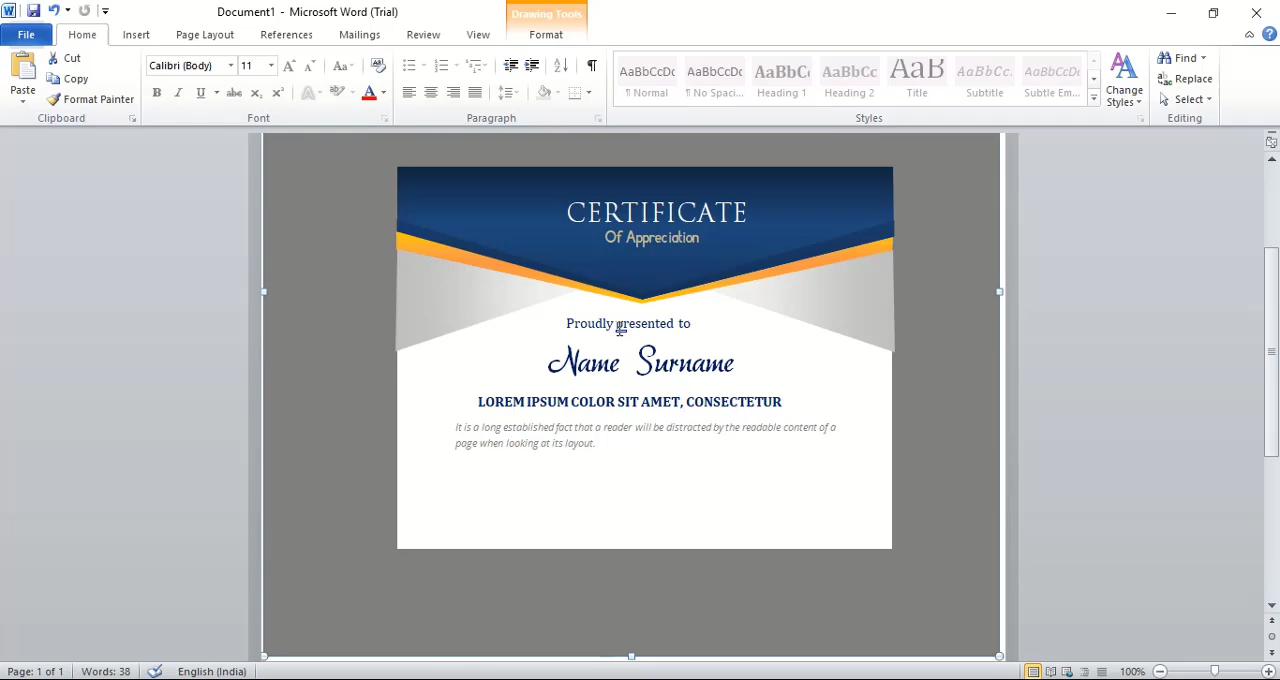 Document1 - Microsoft Word (Trial)
Drawing Tools
File Home Insert Page Layout References Mailings Review View Format
Paste
Cut
Copy
Format Painter
Clipboard
Calibri (Body) 11
Font
Paragraph
AaBbCcDc AaBbCcDc AaBbCc AaBbCc AaB AaBbCc. AaBbCcDc
¶ Normal ¶ No Spaci... Heading 1 Heading 2 Title Subtitle Subtle Em...
Change Styles
Styles
Find
Replace
Select
Editing
CERTIFICATE
Of Appreciation
Proudly presented to
Name Surname
LOREM IPSUM COLOR SIT AMET, CONSECTETUR
It is a long established fact that a reader will be distracted by the readable content of a
page when looking at its layout.
Page: 1 of 1 Words: 38 English (India) 100%